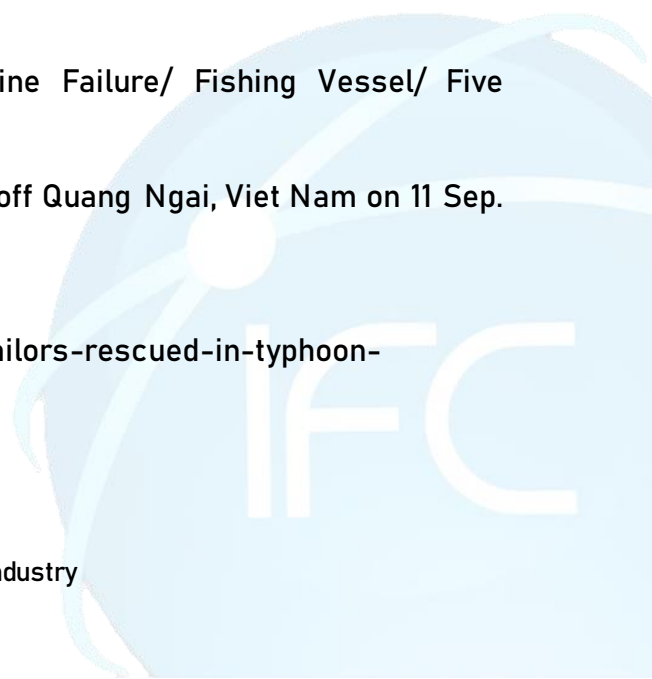 ine Failure/ Fishing Vessel/ Five
off Quang Ngai, Viet Nam on 11 Sep.
ilors-rescued-in-typhoon-
IFC
ndustry